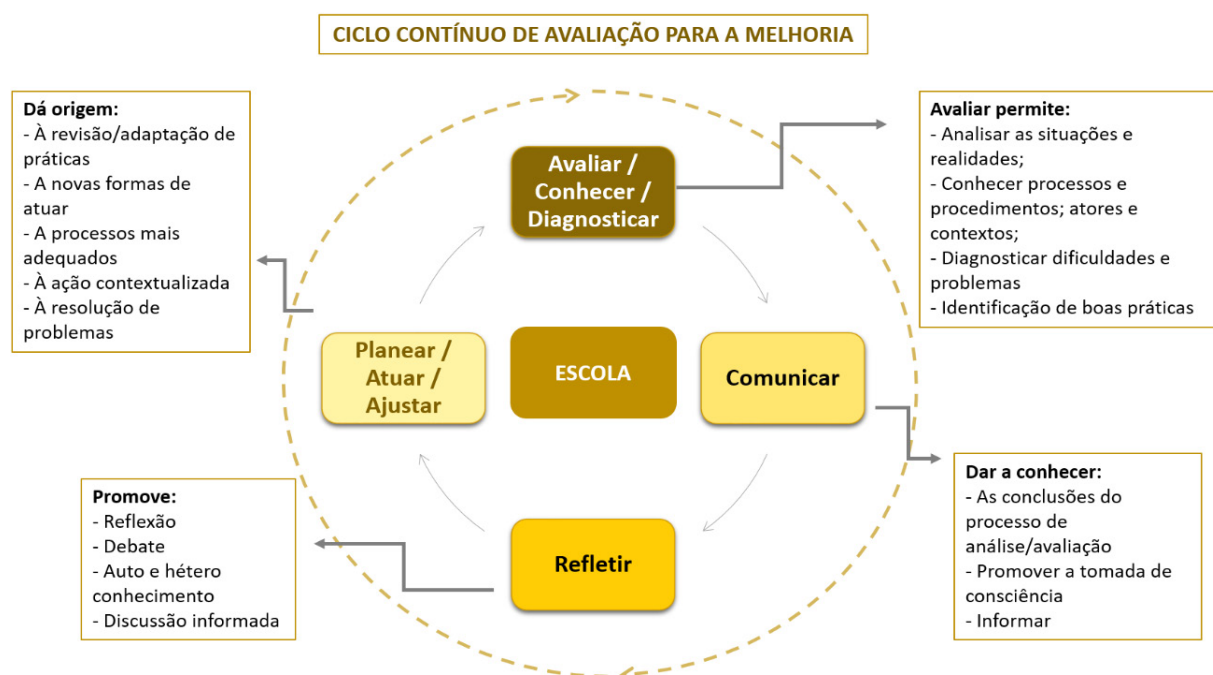 CICLO CONTÍNUO DE AVALIAÇÃO PARA A MELHORIA
Dá origem:
- À revisão/adaptação de
práticas
- A novas formas de
atuar
- A processos mais
adequados
- À ação contextualizada
- À resolução de
problemas
Avaliar /
Conhecer /
Diagnosticar
Avaliar permite:
- Analisar as situações e
realidades;
- Conhecer processos e
procedimentos; atores e
contextos;
- Diagnosticar dificuldades e
problemas
- Identificação de boas práticas
Planear /
Atuar /
Ajustar
ESCOLA
Comunicar
Promove:
- Reflexão
- Debate
- Auto e hétero
conhecimento
- Discussão informada
Refletir
Dar a conhecer:
- As conclusões do
processo de
análise/avaliação
- Promover a tomada de
consciência
- Informar